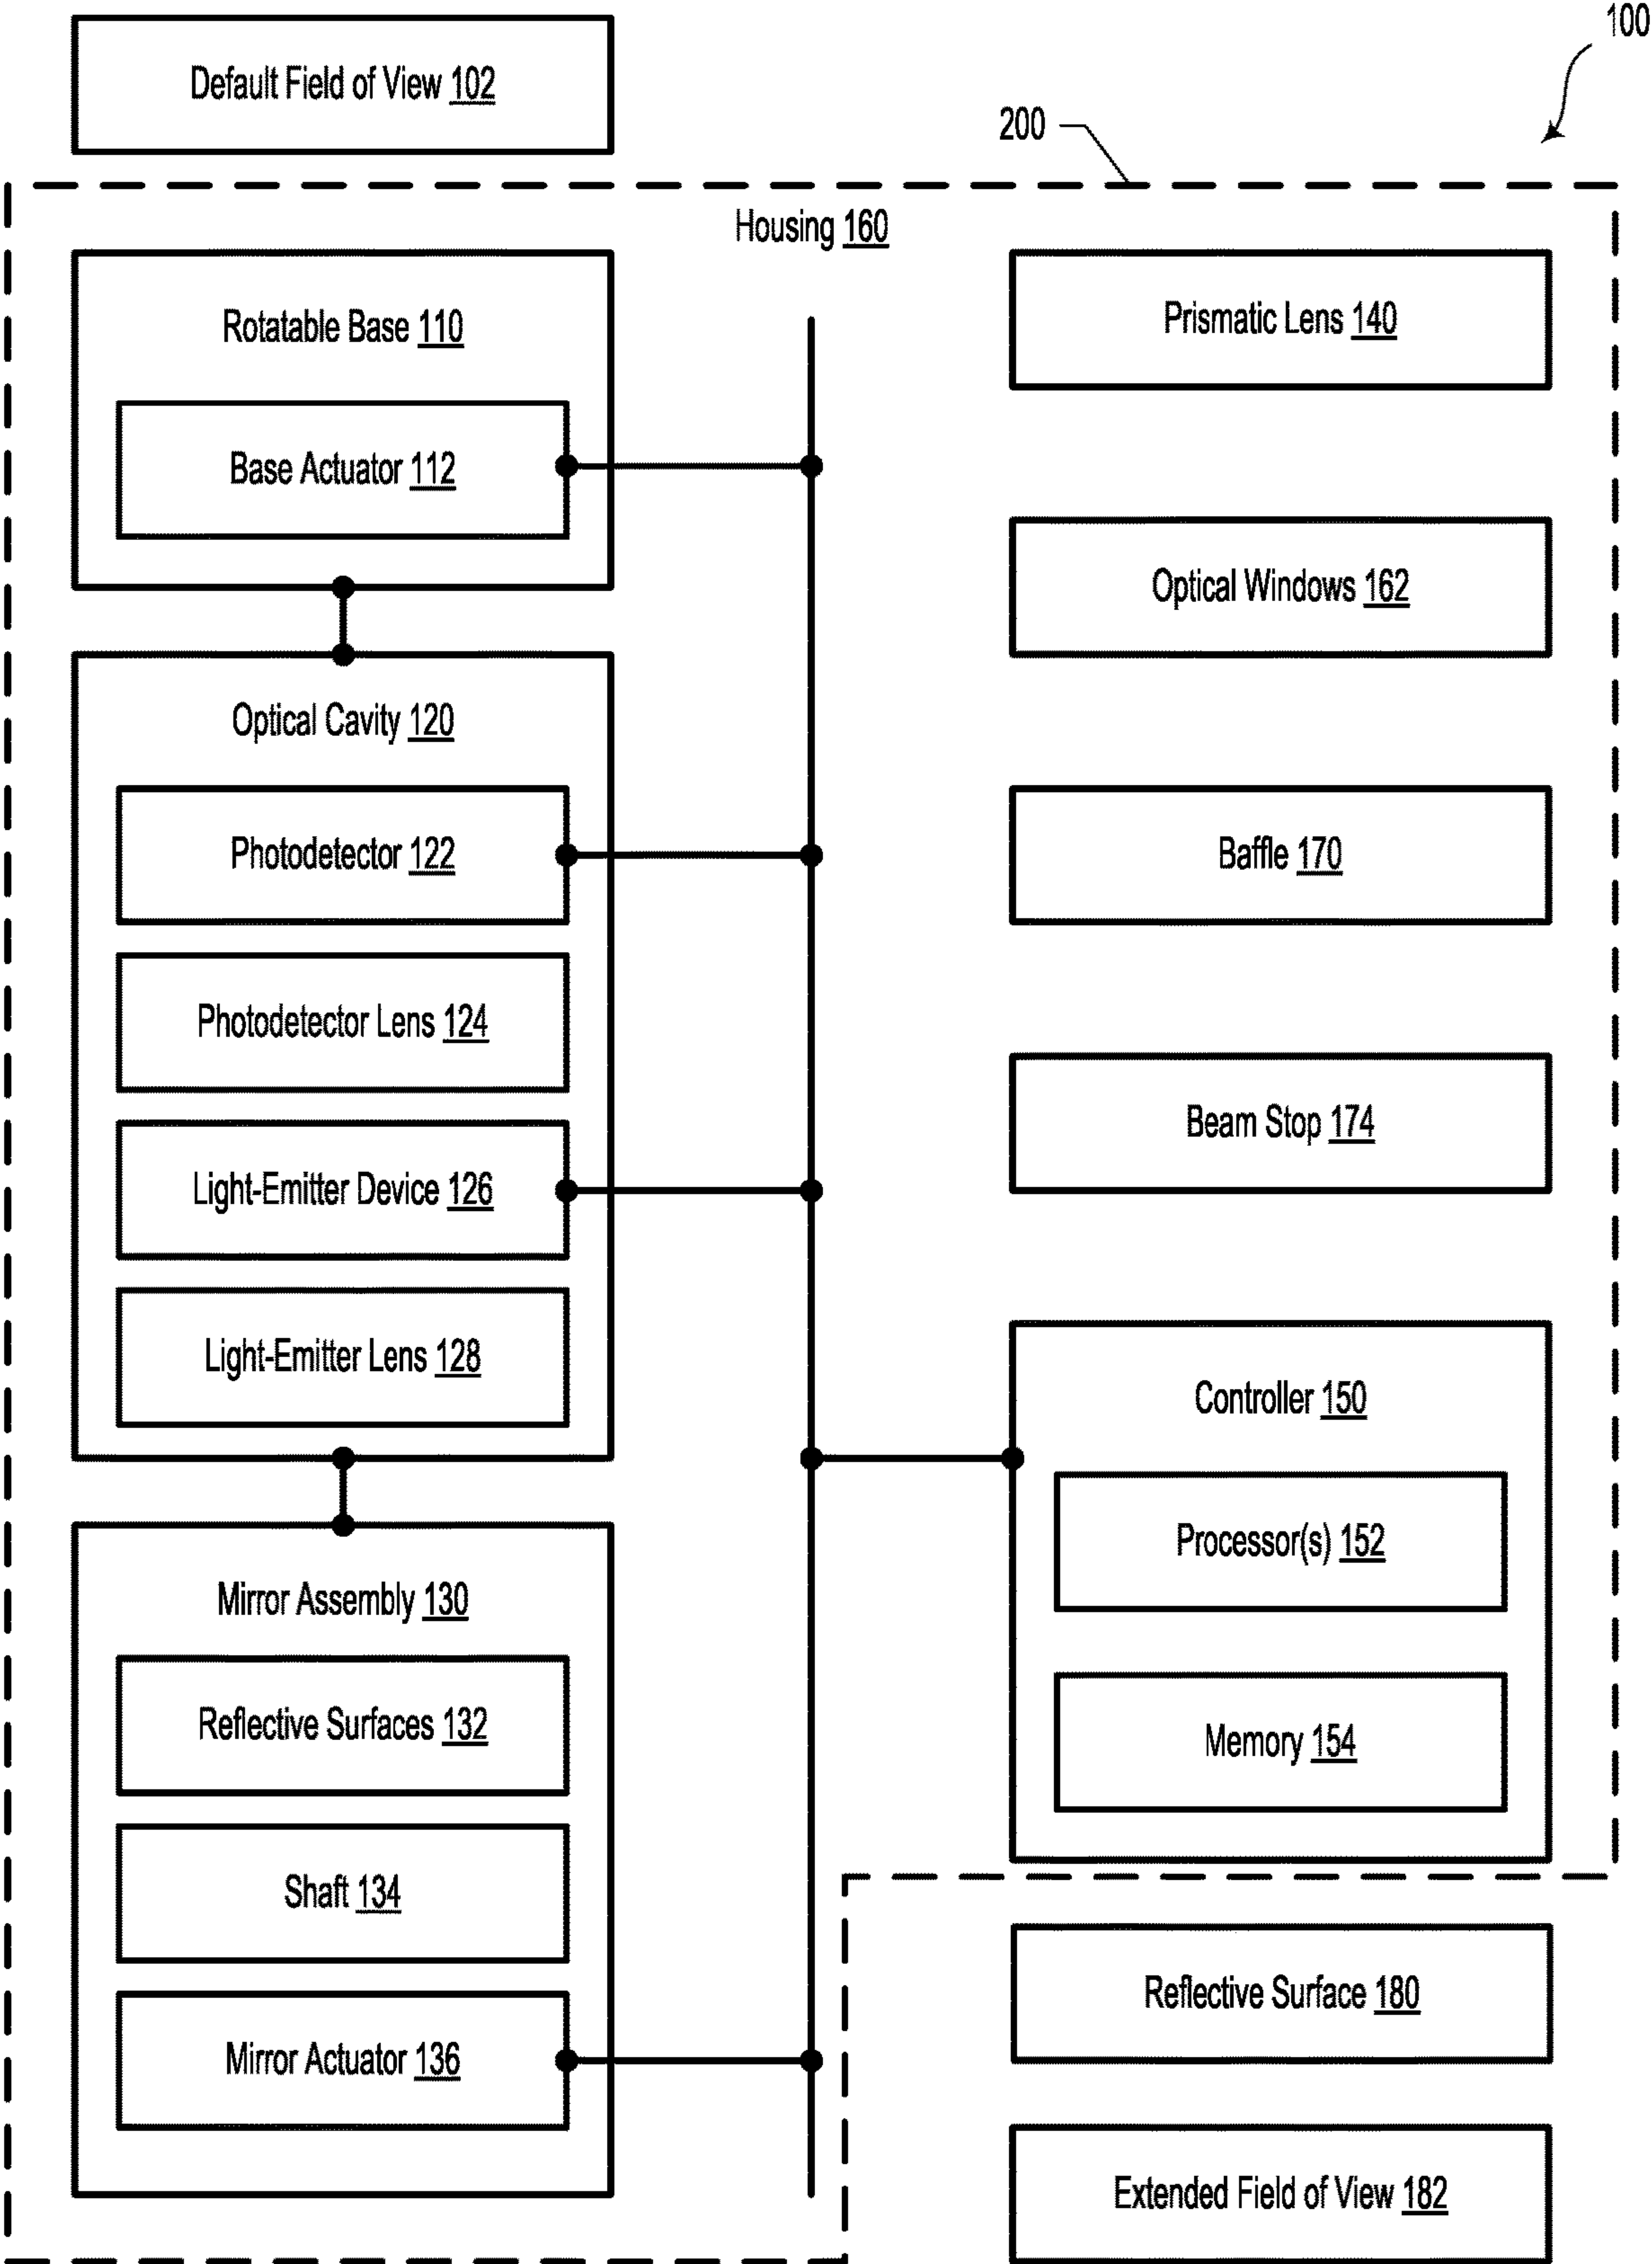 100
Default Field of View 102
200
Housing 160
Rotatable Base 110
Base Actuator 112
Optical Cavity 120
Photodetector 122
Photodetector Lens 124
Light-Emitter Device 126
Light-Emitter Lens 128
Mirror Assembly 130
Reflective Surfaces 132
Shaft 134
Mirror Actuator 136
Prismatic Lens 140
Optical Windows 162
Baffle 170
Beam Stop 174
Controller 150
Processor(s) 152
Memory 154
Reflective Surface 180
Extended Field of View 182